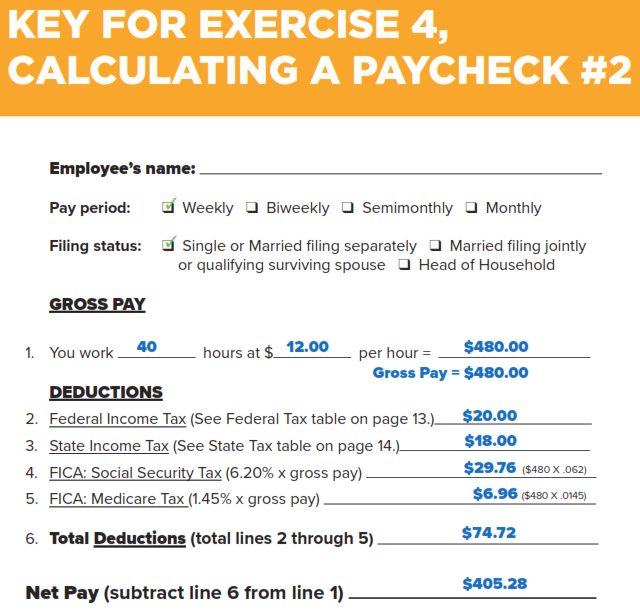 KEY FOR EXERCISE 4,
CALCULATING A PAYCHECK #2
Employee's name:
Pay period: Weekly Biweekly Semimonthly Monthly
Filing status: Single or Married filing separately Married filing jointly
or qualifying surviving spouse Head of Household
GROSS PAY
1. You work 40 hours at $ 12.00 per hour = $480.00
Gross Pay = $480.00
DEDUCTIONS
2. Federal Income Tax (See Federal Tax table on page 13.) $20.00
3. State Income Tax (See State Tax table on page 14.) $18.00
4. FICA: Social Security Tax (6.20% x gross pay) $29.76 ($480 X .062)
5. FICA: Medicare Tax (1.45% x gross pay) $6.96 ($480 X .0145)
6. Total Deductions (total lines 2 through 5) $74.72
Net Pay (subtract line 6 from line 1) $405.28